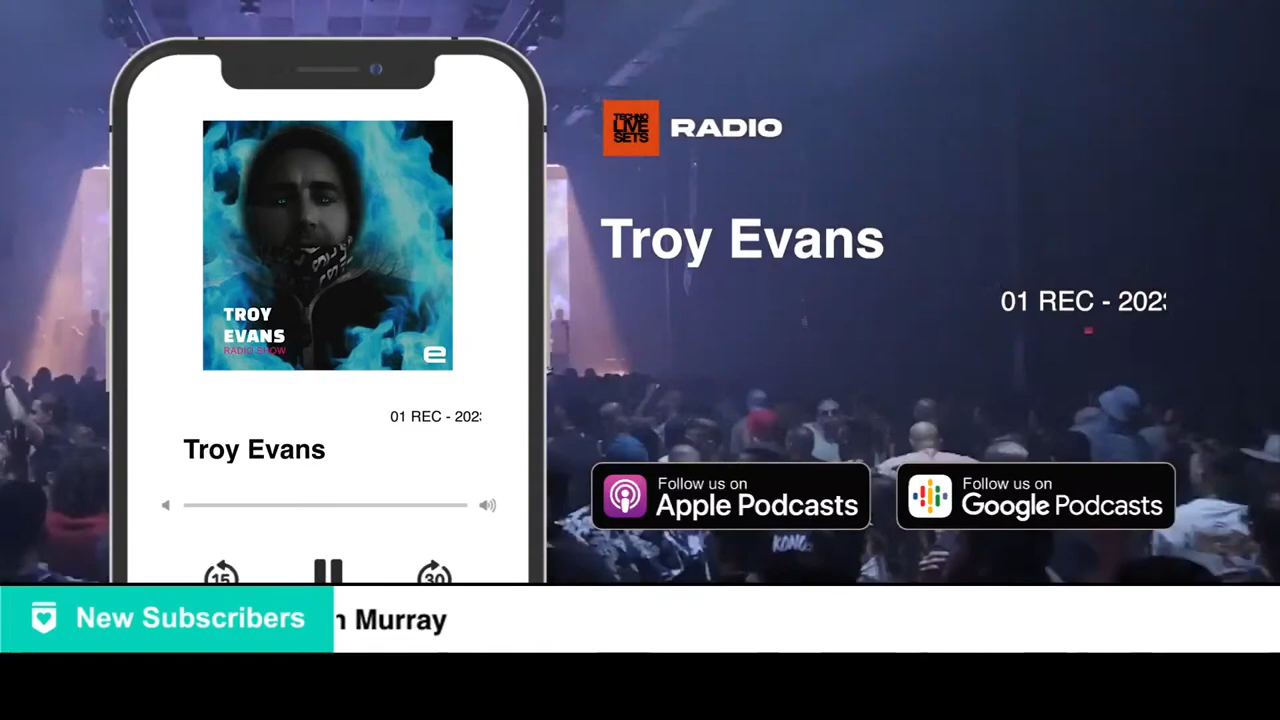 TROY
EVANS
RADIO SHOW
e
01 REC - 202
Troy Evans
15
30
TECHNO
LIVE
SETS
RADIO
Troy Evans
01 REC - 202
Follow us on
Apple Podcasts
Follow us on
Google Podcasts
New Subscribers
n Murray